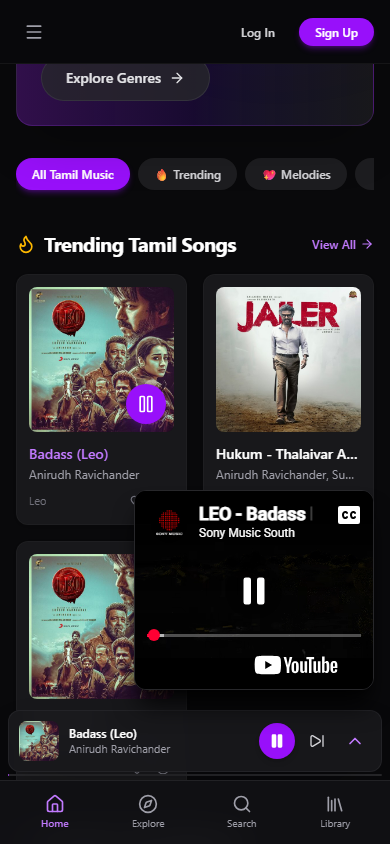 Log In
Sign Up
Explore Genres
All Tamil Music
Trending
Melodies
Trending Tamil Songs
View All
LEO
JAILER
Badass (Leo)
Anirudh Ravichander
Leo
Hukum - Thalaivar A...
Anirudh Ravichander, Su...
LEO - Badass
Sony Music South
CC
SONY MUSIC
YouTube
Badass (Leo)
Anirudh Ravichander
Home
Explore
Search
Library